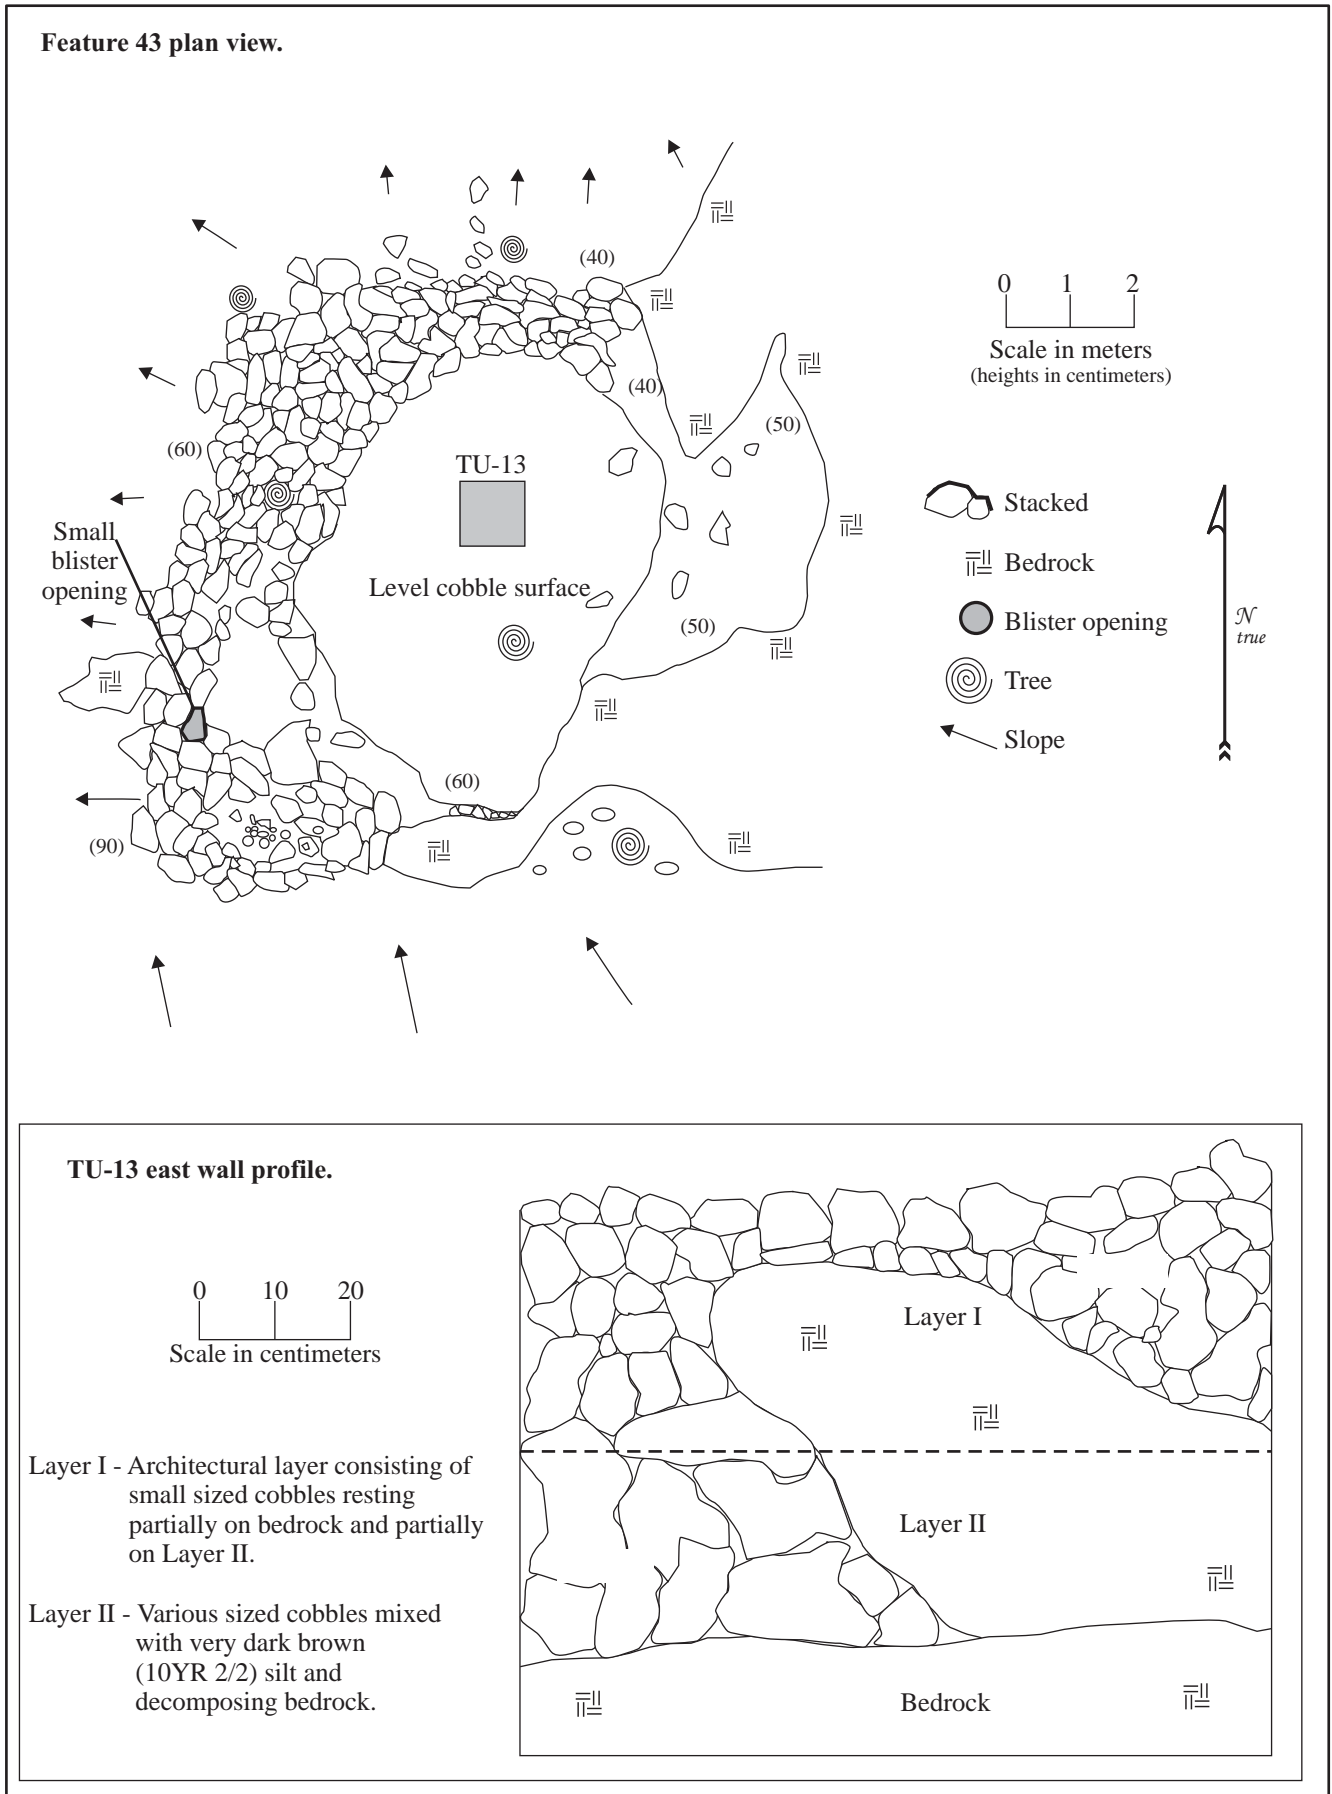 Feature 43 plan view.
(40)
0 1 2
Scale in meters
(heights in centimeters)
(40)
(50)
(60)
TU-13
Stacked
Small
blister
opening
Bedrock
Level cobble surface
Blister opening
N
true
(50)
Tree
Slope
(60)
(90)
TU-13 east wall profile.
0 10 20
Scale in centimeters
Layer I
Layer I - Architectural layer consisting of
small sized cobbles resting
partially on bedrock and partially
on Layer II.
Layer II
Layer II - Various sized cobbles mixed
with very dark brown
(10YR 2/2) silt and
decomposing bedrock.
Bedrock